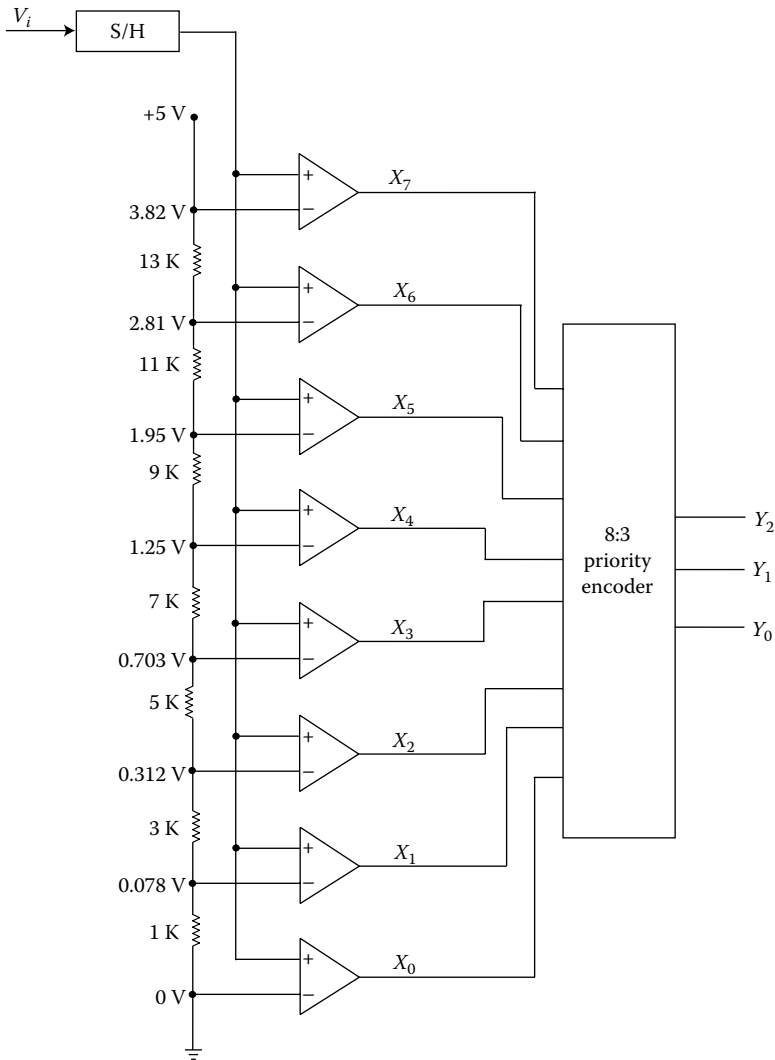 V_i
S/H
+5 V
+
X_7
−
3.82 V
13 K
+
X_6
−
2.81 V
11 K
+
X_5
−
1.95 V
9 K
+
X_4
−
1.25 V
7 K
+
X_3
−
0.703 V
5 K
+
X_2
−
0.312 V
3 K
+
X_1
−
0.078 V
1 K
+
X_0
−
0 V
8:3
priority
encoder
Y_2
Y_1
Y_0